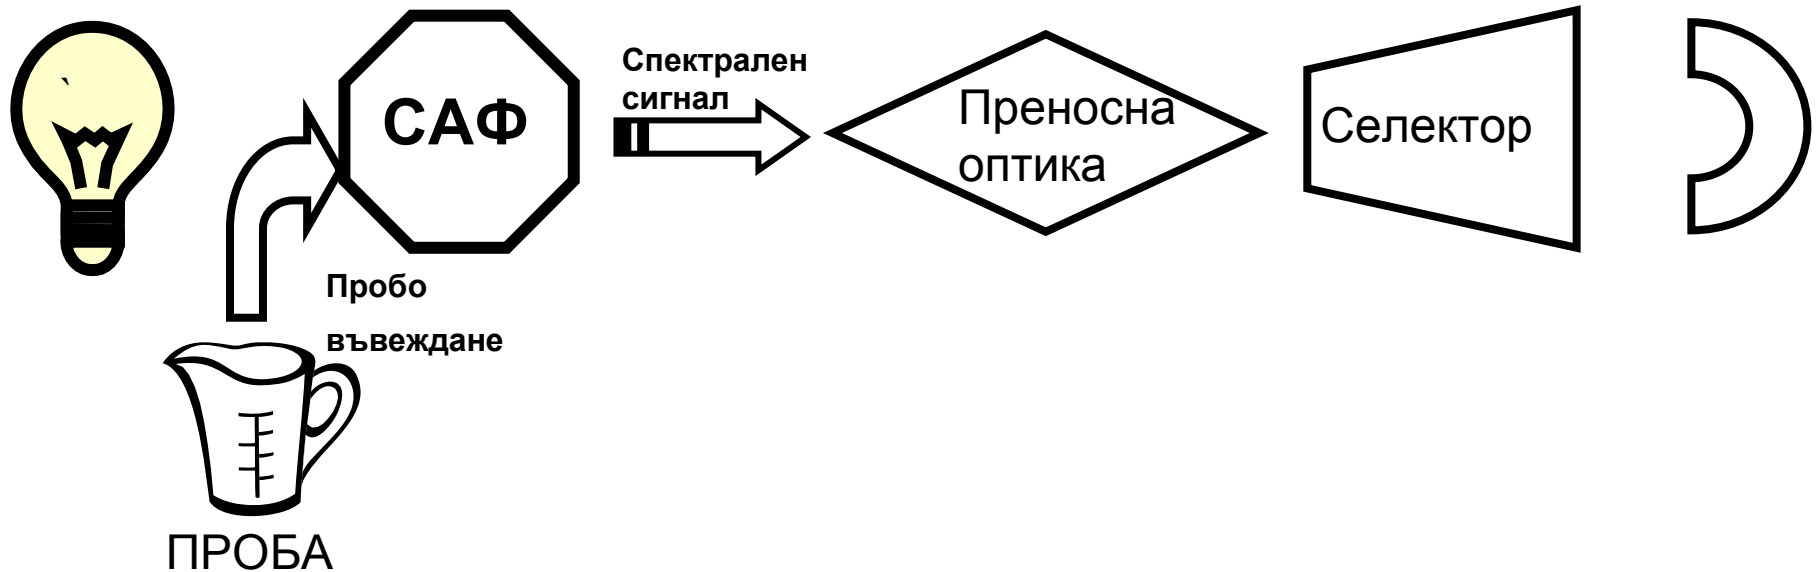 САФ
Спектрален
сигнал
Преносна
оптика
Селектор
Пробо
въвеждане
ПРОБА